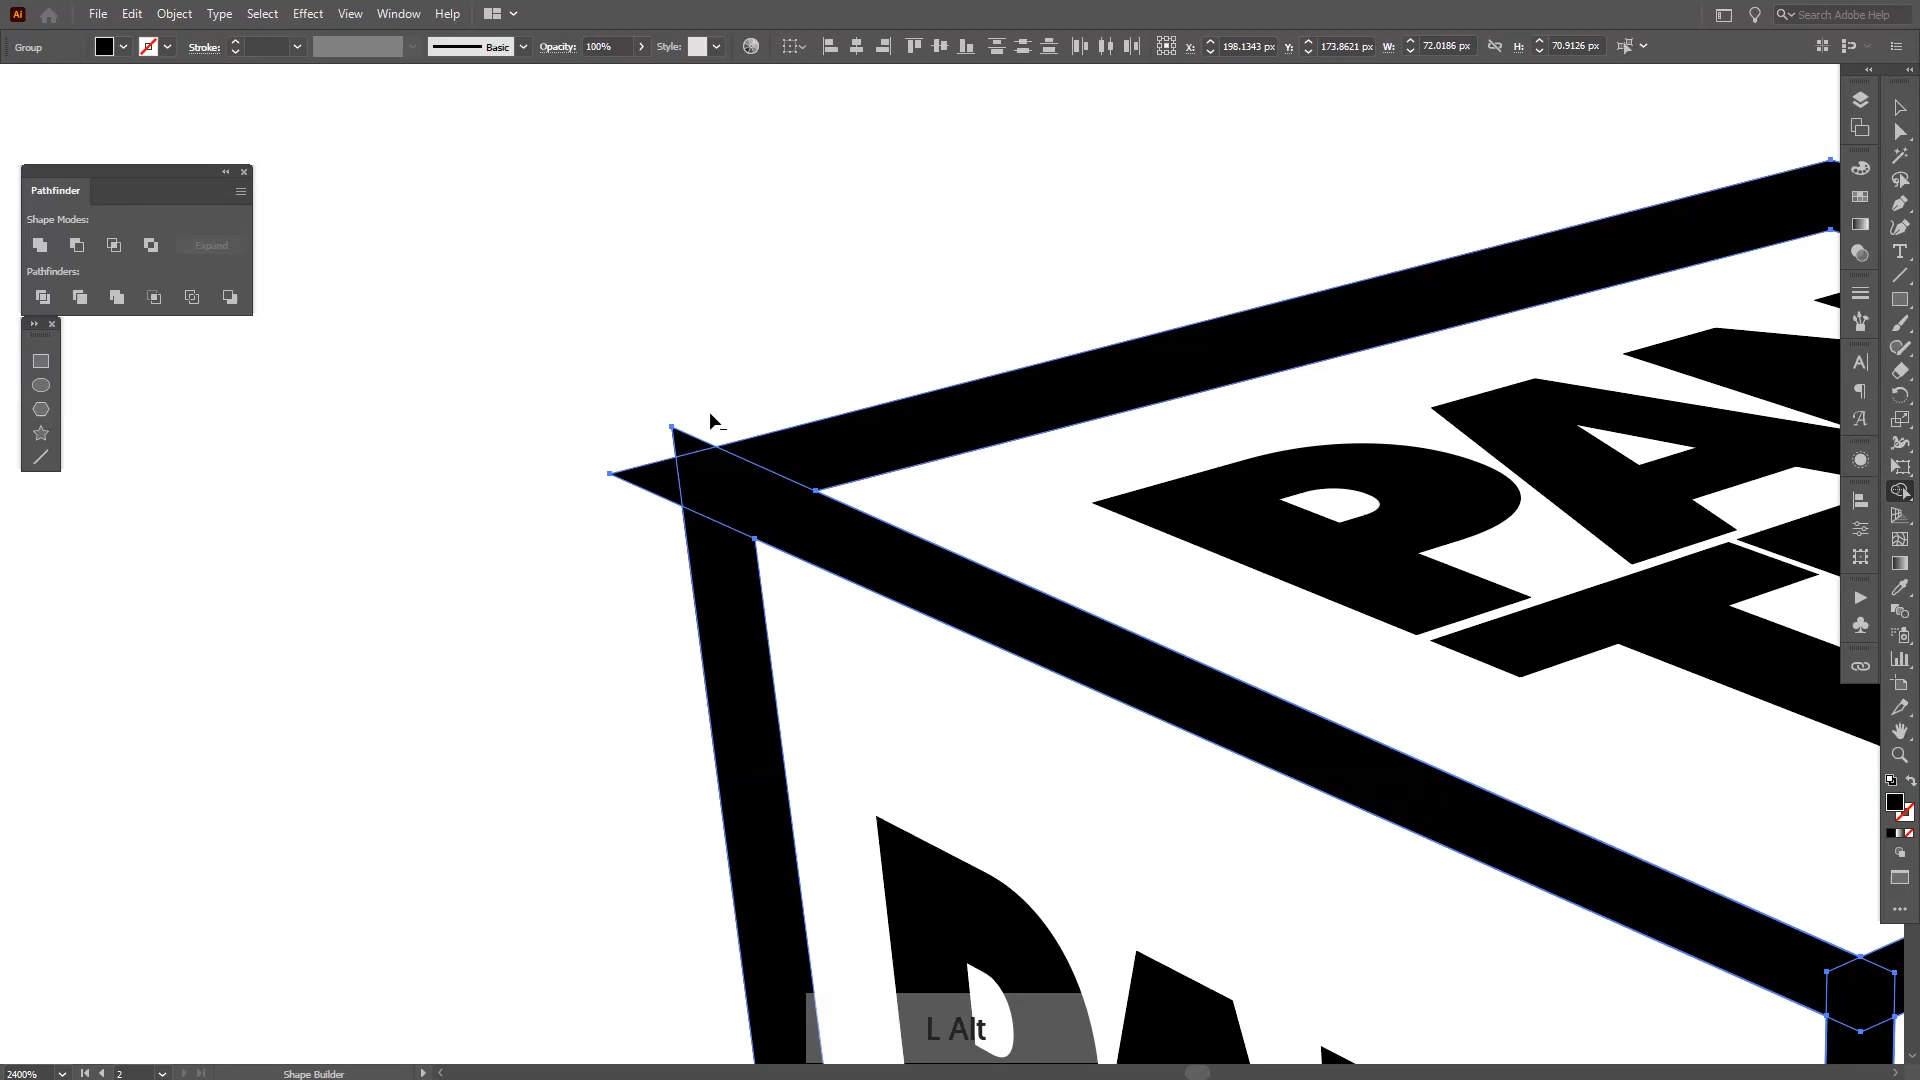 Ai File Edit Object Type Select Effect View Window Help Search Adobe Help
Group Stroke: Basic Opacity: 100% Style: X: 198.1343 px Y: 173.8621 px W: 72.0186 px H: 70.9126 px
Pathfinder
Shape Modes:
Expand
Pathfinders:
PA
L Alt
2400% 2 Shape Builder